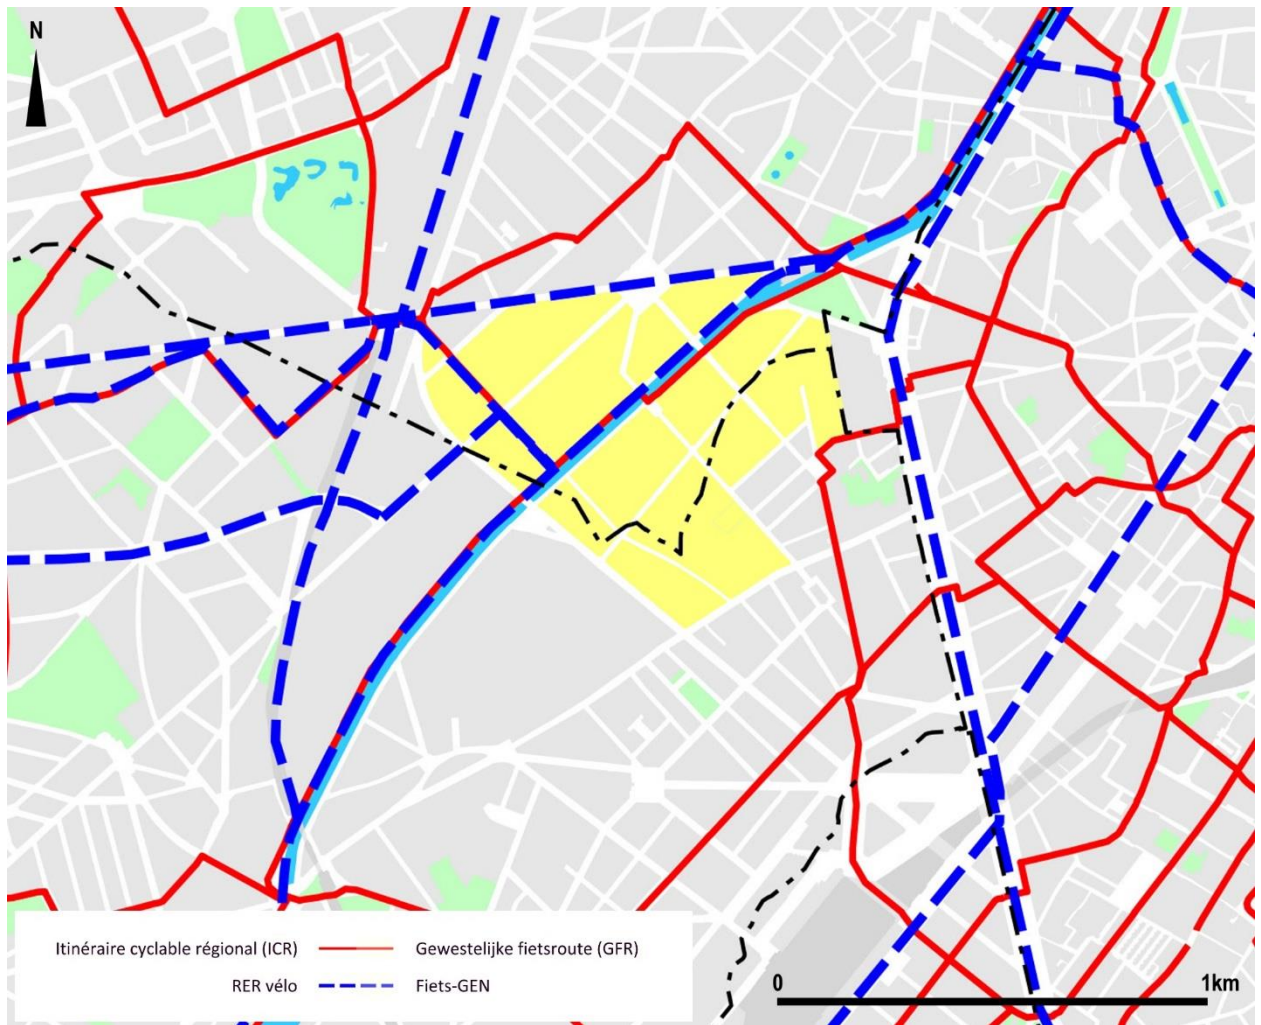 N
Itinéraire cyclable régional (ICR)
Gewestelijke fietsroute (GFR)
RER vélo
Fiets-GEN
0
1km